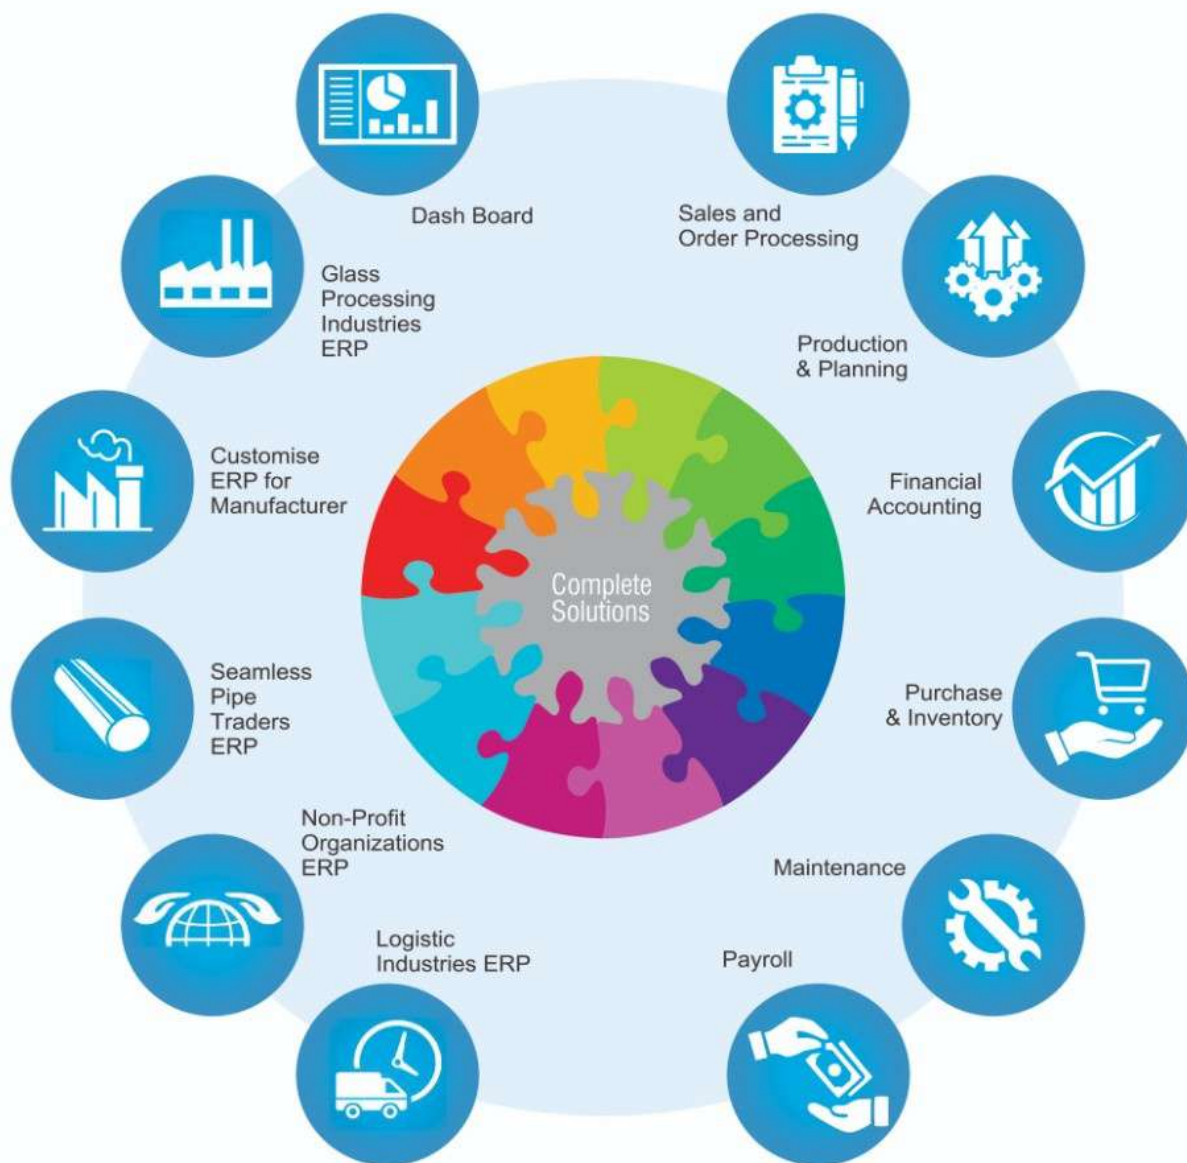 Dash Board
Sales and
Order Processing
Glass
Processing
Industries
ERP
Production
& Planning
Customise
ERP for
Manufacturer
Financial
Accounting
Complete
Solutions
Seamless
Pipe
Traders
ERP
Purchase
& Inventory
Non-Profit
Organizations
ERP
Maintenance
Logistic
Industries ERP
Payroll